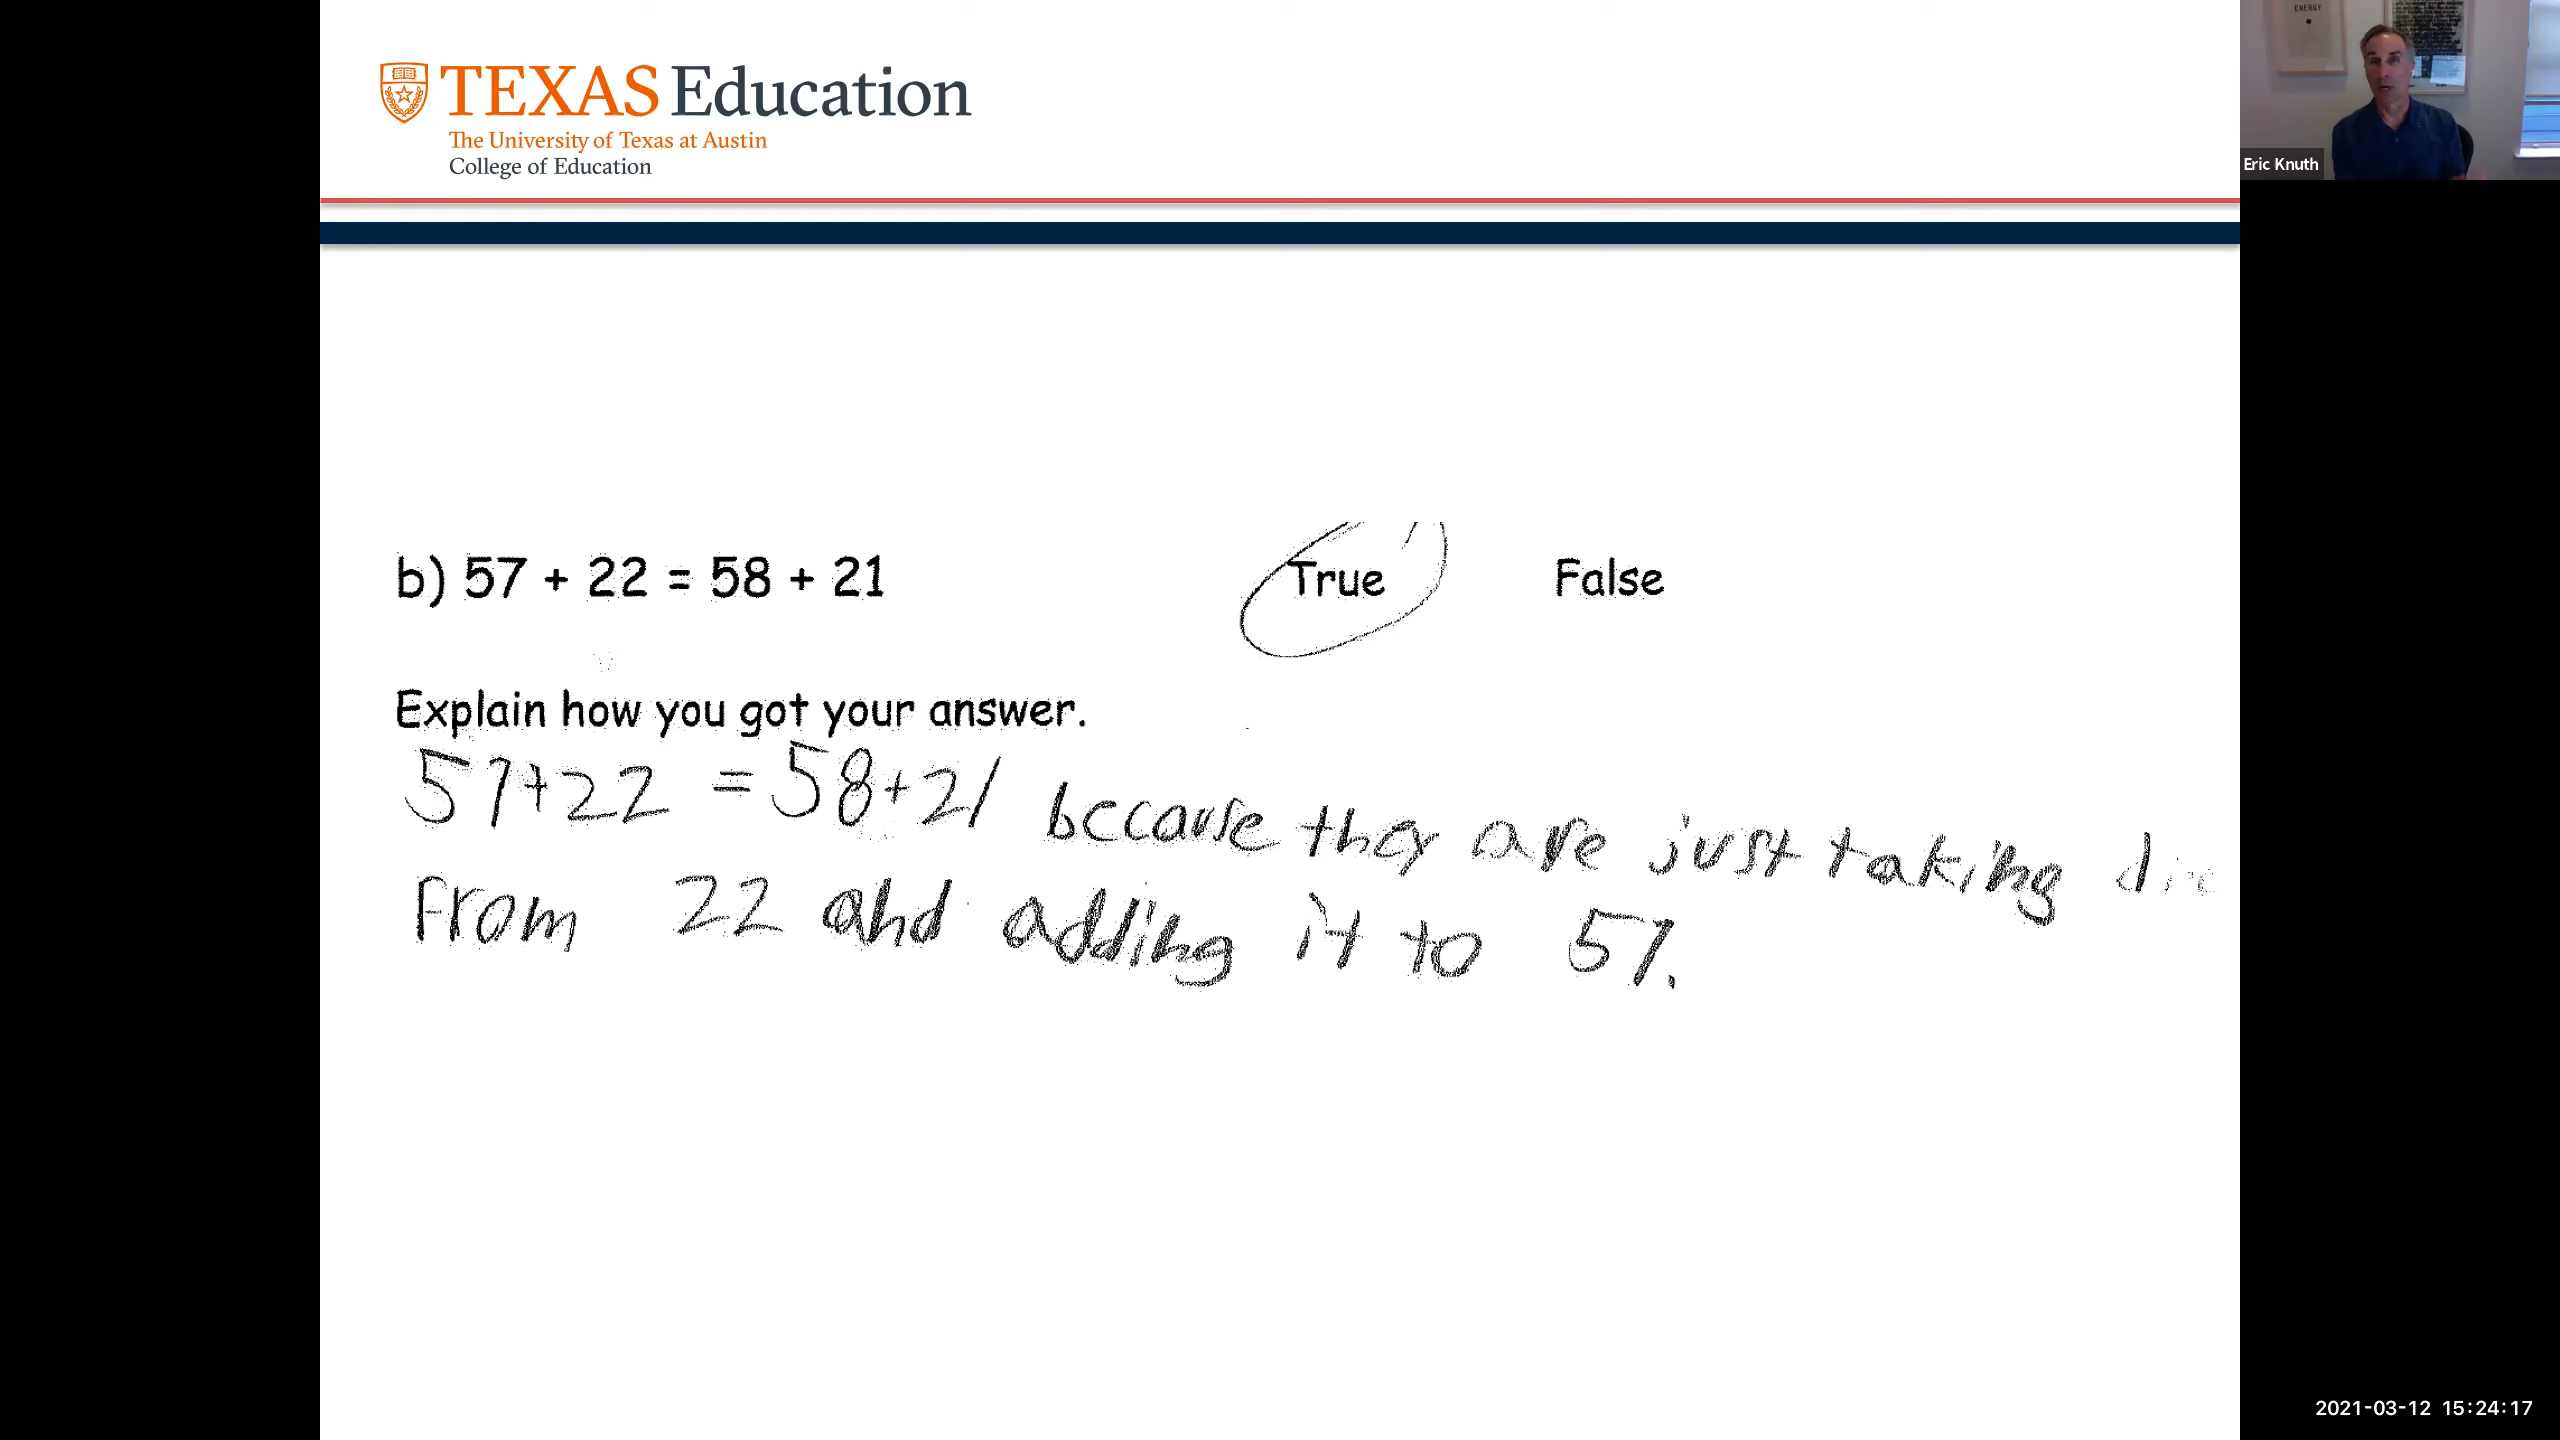 ENERGY
TEXAS Education
The University of Texas at Austin
College of Education
Eric Knuth
b) 57 + 22 = 58 + 21 True False
Explain how you got your answer.
57+22 = 58+21 because they are just taking
From 22 and adding it to 57.
2021-03-12 15:24:17